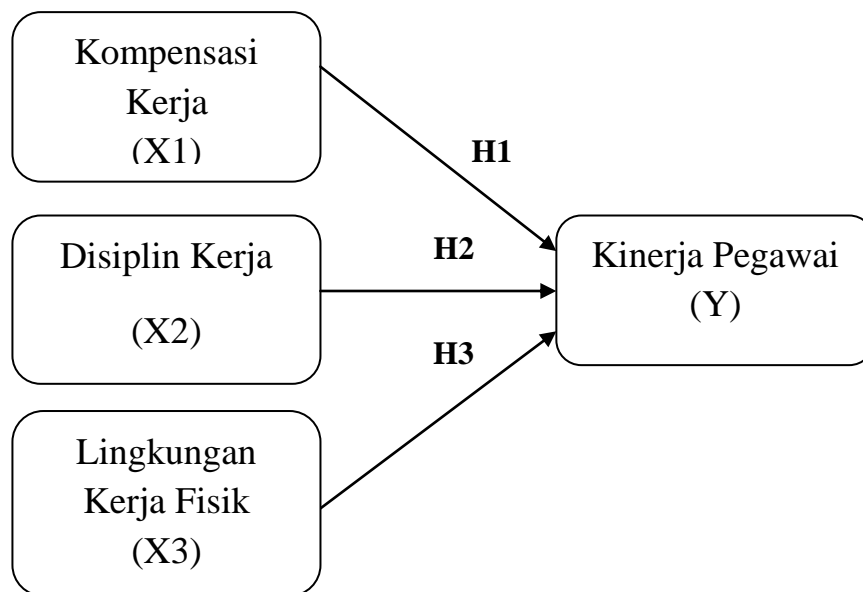 Kompensasi
Kerja
(X1)
H1
Disiplin Kerja
(X2)
H2
Kinerja Pegawai
(Y)
H3
Lingkungan
Kerja Fisik
(X3)